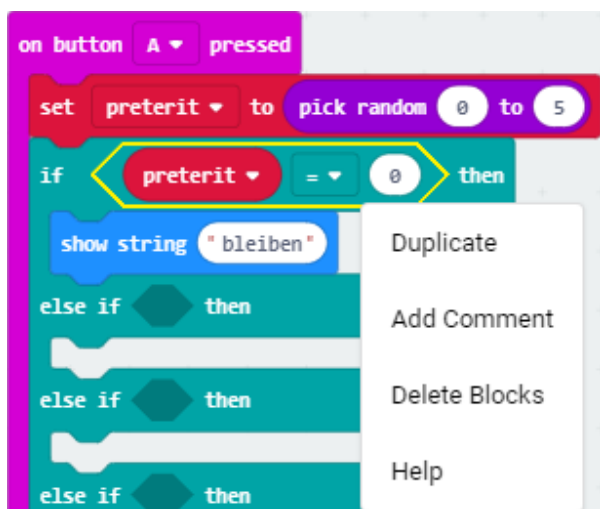 on button A pressed
set preterit to pick random 0 to 5
if preterit = 0 then
show string "bleiben"
else if then
else if then
else if then
Duplicate
Add Comment
Delete Blocks
Help